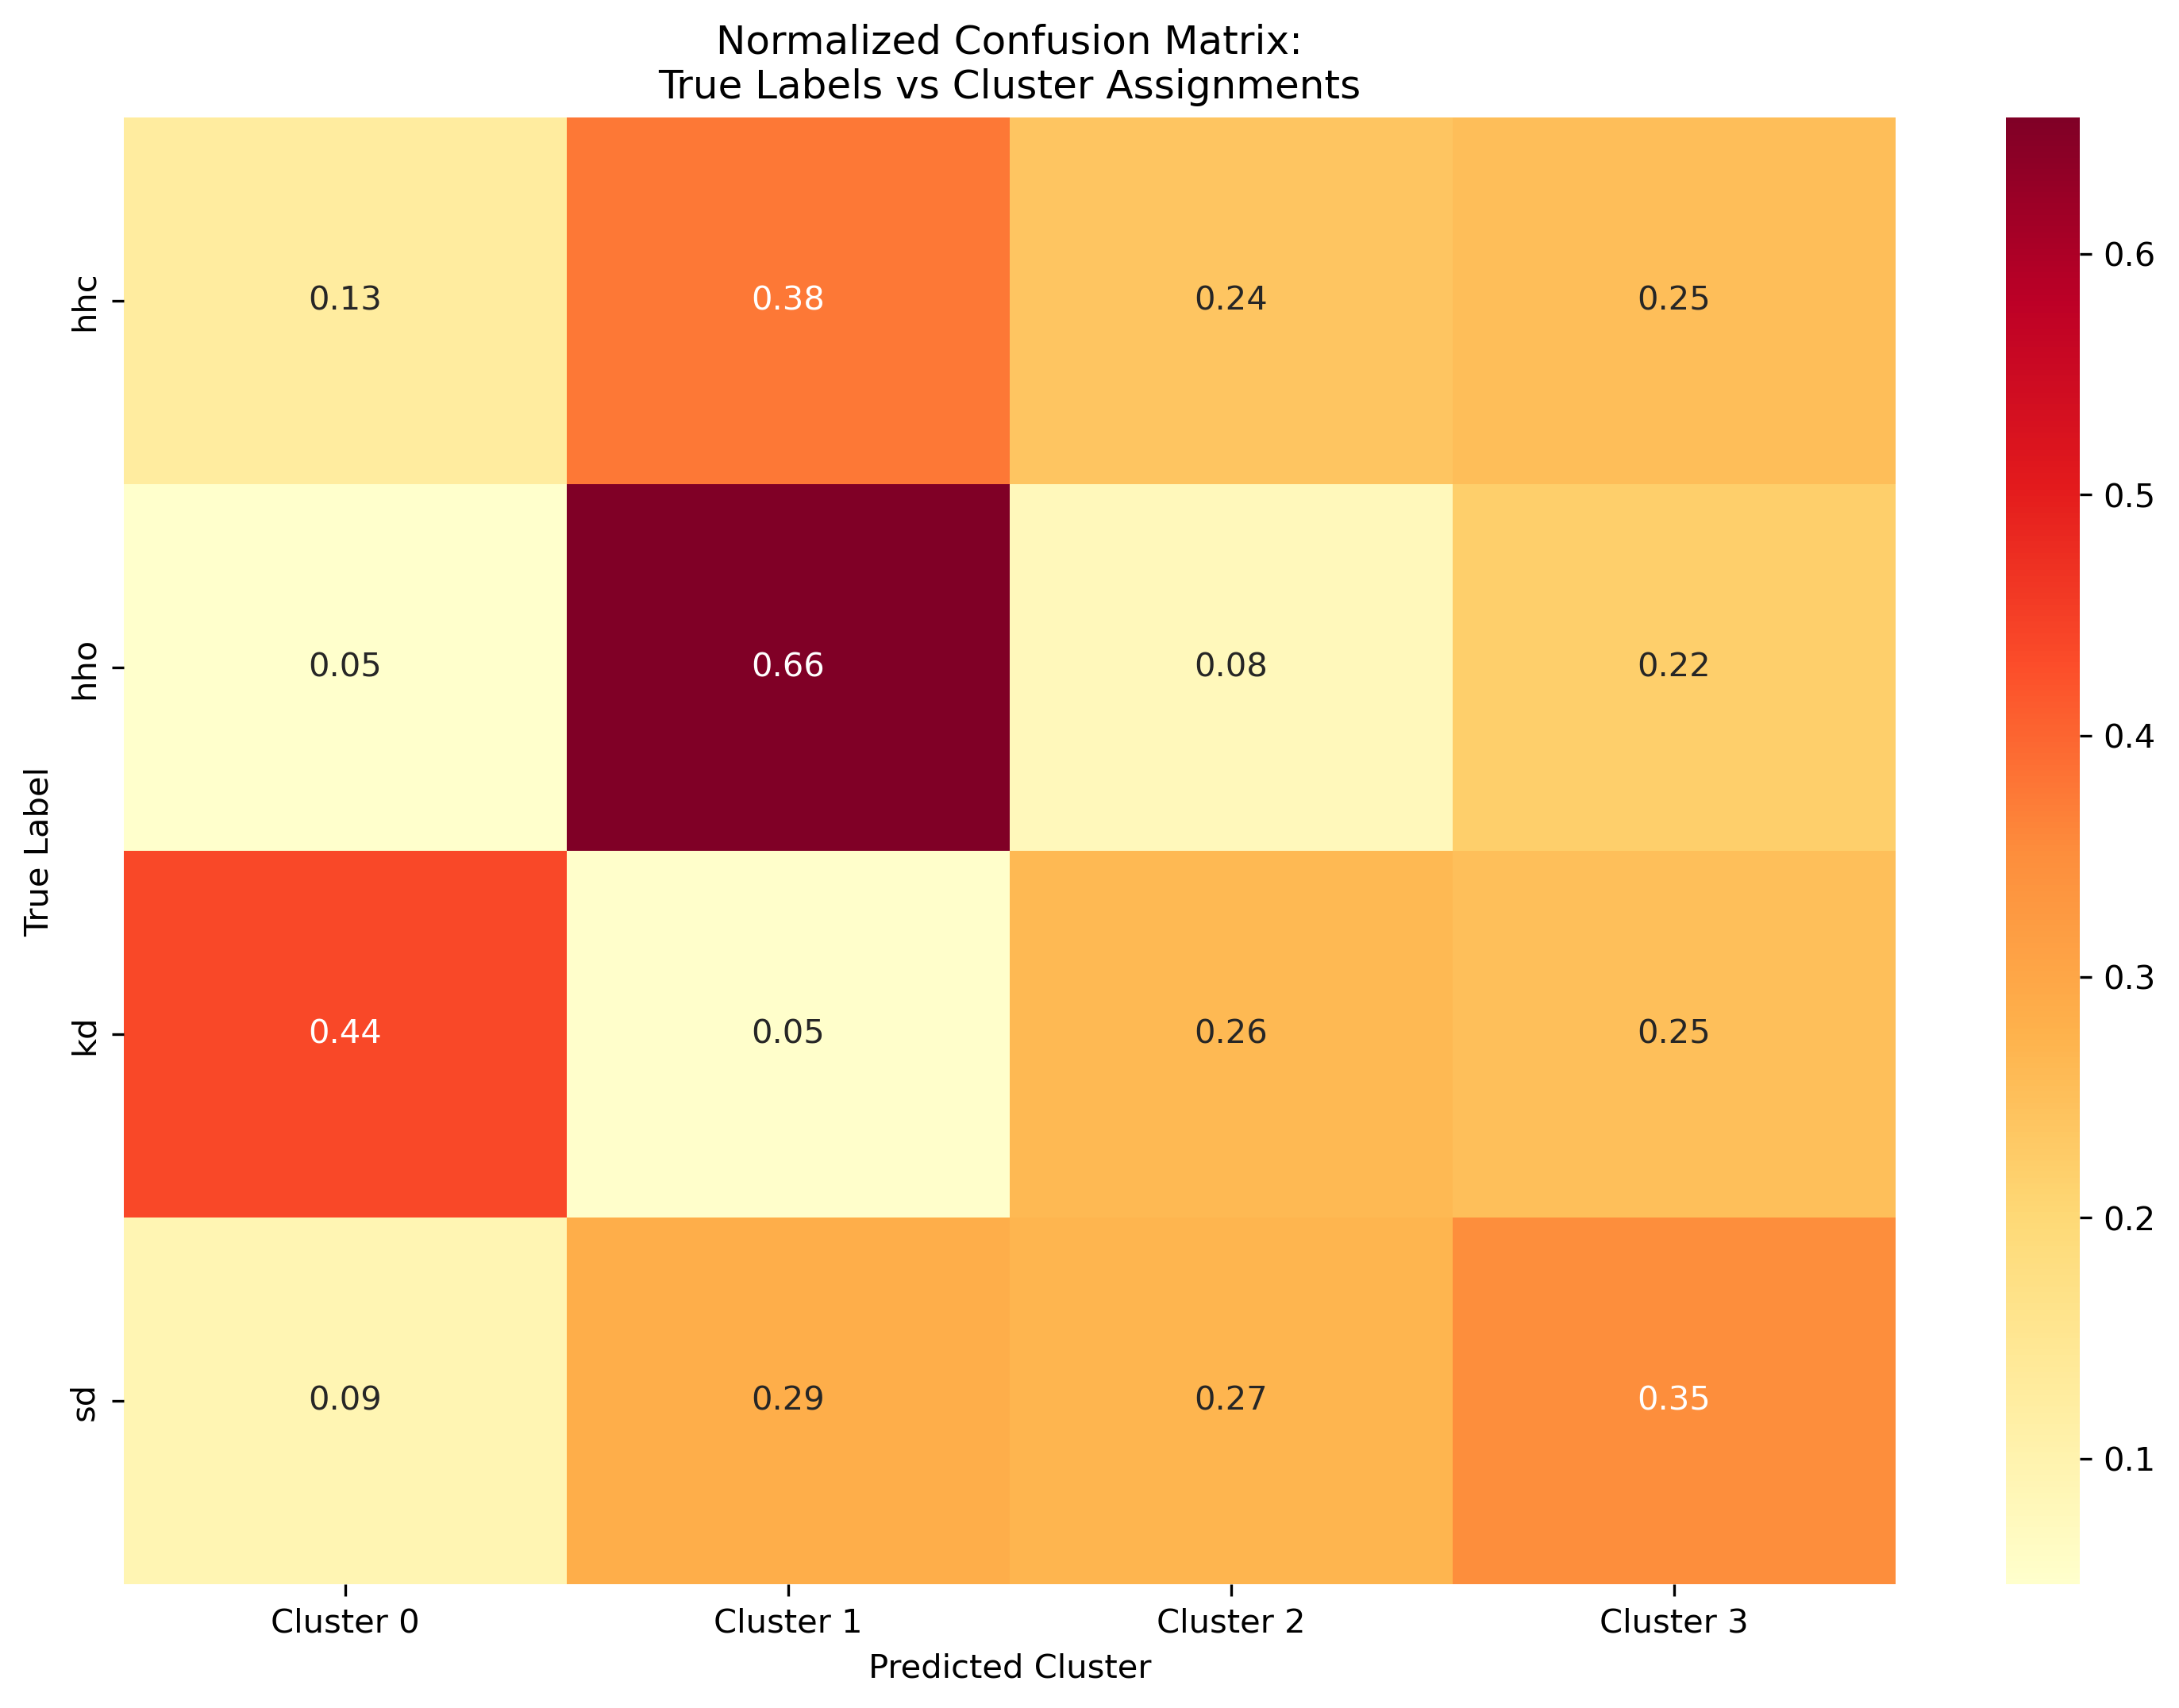 Normalized Confusion Matrix:
True Labels vs Cluster Assignments
True Label
hhc
0.13 0.38 0.24 0.25
hho
0.05 0.66 0.08 0.22
kd
0.44 0.05 0.26 0.25
sd
0.09 0.29 0.27 0.35
Cluster 0 Cluster 1 Cluster 2 Cluster 3
Predicted Cluster
0.6
0.5
0.4
0.3
0.2
0.1